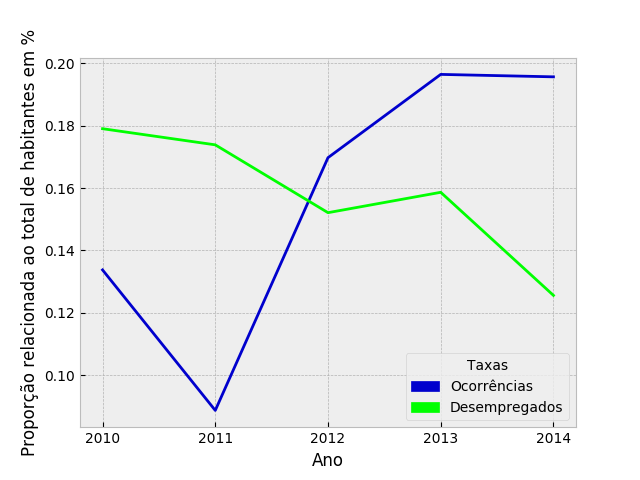 Proporção relacionada ao total de habitantes em %
0.20
0.18
0.16
0.14
0.12
0.10
Taxas
Ocorrências
Desempregados
2010 2011 2012 2013 2014
Ano